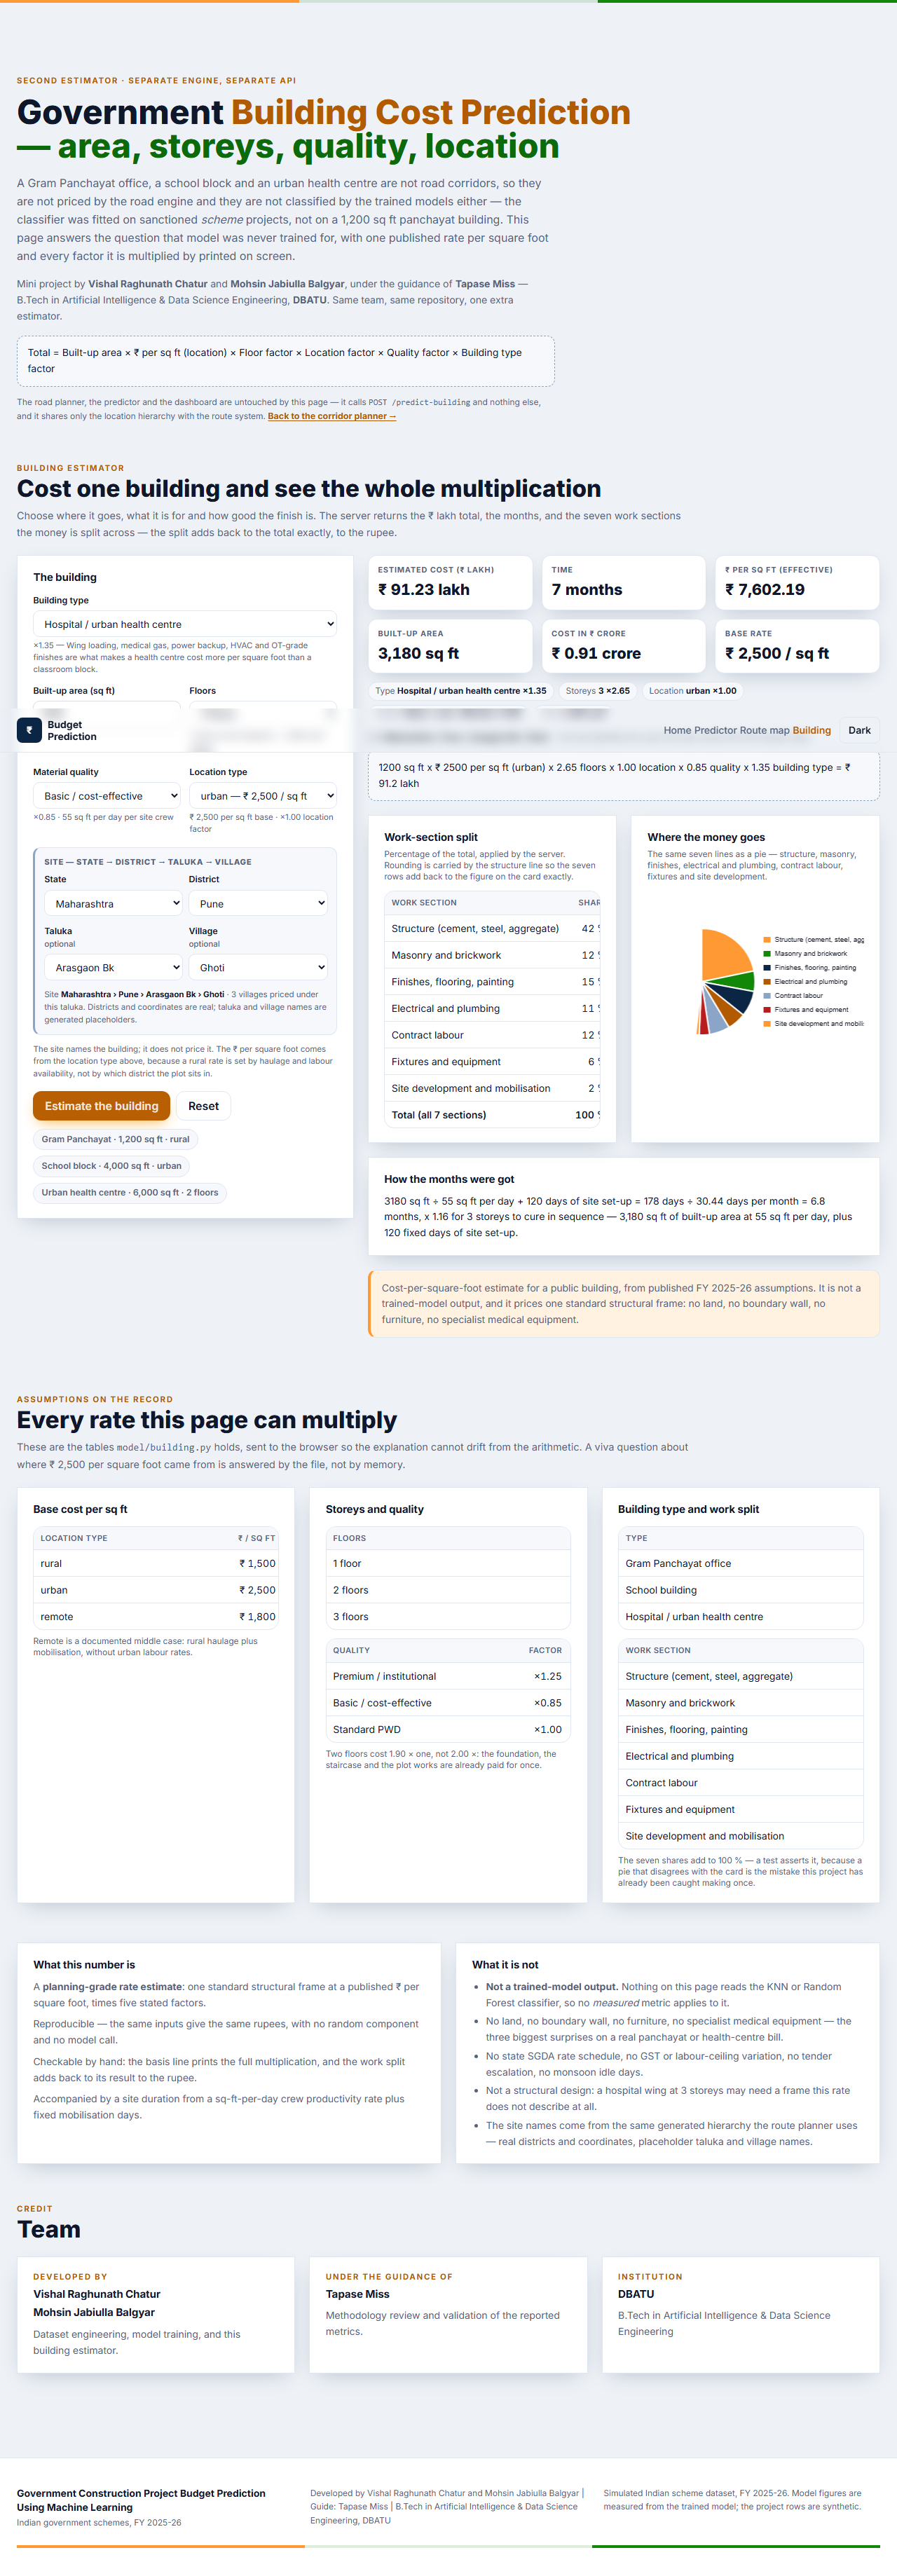 SECOND ESTIMATOR · SEPARATE ENGINE, SEPARATE API
Government Building Cost Prediction
— area, storeys, quality, location
A Gram Panchayat office, a school block and an urban health centre are not road corridors, so they
are not priced by the road engine and they are not classified by the trained models either — the
classifier was fitted on sanctioned scheme projects, not on a 1,200 sq ft panchayat building. This
page answers the question that model was never trained for, with one published rate per square foot
and every factor it is multiplied by printed on screen.
Mini project by Vishal Raghunath Chatur and Mohsin Jabiulla Balgyar, under the guidance of Tapase Miss —
B.Tech in Artificial Intelligence & Data Science Engineering, DBATU. Same team, same repository, one extra
estimator.
Total = Built-up area × ₹ per sq ft (location) × Floor factor × Location factor × Quality factor × Building type
factor
The road planner, the predictor and the dashboard are untouched by this page — it calls POST /predict-building and nothing else,
and it shares only the location hierarchy with the route system. Back to the corridor planner →
BUILDING ESTIMATOR
Cost one building and see the whole multiplication
Choose where it goes, what it is for and how good the finish is. The server returns the ₹ lakh total, the months, and the seven work sections
the money is split across — the split adds back to the total exactly, to the rupee.
The building
Building type
Hospital / urban health centre
×1.35 — Wing loading, medical gas, power backup, HVAC and OT-grade
finishes are what makes a health centre cost more per square foot than a
classroom block.
Built-up area (sq ft) Floors
₹ Budget
Prediction
Home Predictor Route map Building Dark
Material quality Location type
Basic / cost-effective urban — ₹ 2,500 / sq ft
×0.85 · 55 sq ft per day per site crew ₹ 2,500 per sq ft base · ×1.00 location
factor
SITE — STATE → DISTRICT → TALUKA → VILLAGE
State District
Maharashtra Pune
Taluka Village
optional optional
Arasgaon Bk Ghoti
Site Maharashtra › Pune › Arasgaon Bk › Ghoti · 3 villages priced under
this taluka. Districts and coordinates are real; taluka and village names are
generated placeholders.
The site names the building; it does not price it. The ₹ per square foot comes
from the location type above, because a rural rate is set by haulage and labour
availability, not by which district the plot sits in.
Estimate the building Reset
Gram Panchayat · 1,200 sq ft · rural
School block · 4,000 sq ft · urban
Urban health centre · 6,000 sq ft · 2 floors
ESTIMATED COST (₹ LAKH) TIME ₹ PER SQ FT (EFFECTIVE)
₹ 91.23 lakh 7 months ₹ 7,602.19
BUILT-UP AREA COST IN ₹ CRORE BASE RATE
3,180 sq ft ₹ 0.91 crore ₹ 2,500 / sq ft
Type Hospital / urban health centre ×1.35 Storeys 3 ×2.65 Location urban ×1.00
1200 sq ft x ₹ 2500 per sq ft (urban) x 2.65 floors x 1.00 location x 0.85 quality x 1.35 building type = ₹
91.2 lakh
Work-section split
Percentage of the total, applied by the server.
Rounding is carried by the structure line so the seven
rows add back to the figure on the card exactly.
WORK SECTION SHAR
Structure (cement, steel, aggregate) 42 %
Masonry and brickwork 12 %
Finishes, flooring, painting 15 %
Electrical and plumbing 11 %
Contract labour 12 %
Fixtures and equipment 6 %
Site development and mobilisation 2 %
Total (all 7 sections) 100 %
Where the money goes
The same seven lines as a pie — structure, masonry,
finishes, electrical and plumbing, contract labour,
fixtures and site development.
Structure (cement, steel, agg
Masonry and brickwork
Finishes, flooring, painting
Electrical and plumbing
Contract labour
Fixtures and equipment
Site development and mobili
How the months were got
3180 sq ft ÷ 55 sq ft per day + 120 days of site set-up = 178 days ÷ 30.44 days per month = 6.8
months, x 1.16 for 3 storeys to cure in sequence — 3,180 sq ft of built-up area at 55 sq ft per day, plus
120 fixed days of site set-up.
Cost-per-square-foot estimate for a public building, from published FY 2025-26 assumptions. It is not a
trained-model output, and it prices one standard structural frame: no land, no boundary wall, no
furniture, no specialist medical equipment.
ASSUMPTIONS ON THE RECORD
Every rate this page can multiply
These are the tables model/building.py holds, sent to the browser so the explanation cannot drift from the arithmetic. A viva question about
where ₹ 2,500 per square foot came from is answered by the file, not by memory.
Base cost per sq ft
LOCATION TYPE ₹ / SQ FT
rural ₹ 1,500
urban ₹ 2,500
remote ₹ 1,800
Remote is a documented middle case: rural haulage plus
mobilisation, without urban labour rates.
Storeys and quality
FLOORS
1 floor
2 floors
3 floors
QUALITY FACTOR
Premium / institutional ×1.25
Basic / cost-effective ×0.85
Standard PWD ×1.00
Two floors cost 1.90 × one, not 2.00 ×: the foundation, the
staircase and the plot works are already paid for once.
Building type and work split
TYPE
Gram Panchayat office
School building
Hospital / urban health centre
WORK SECTION
Structure (cement, steel, aggregate)
Masonry and brickwork
Finishes, flooring, painting
Electrical and plumbing
Contract labour
Fixtures and equipment
Site development and mobilisation
The seven shares add to 100 % — a test asserts it, because a
pie that disagrees with the card is the mistake this project has
already been caught making once.
What this number is
A planning-grade rate estimate: one standard structural frame at a published ₹ per
square foot, times five stated factors.
Reproducible — the same inputs give the same rupees, with no random component
and no model call.
Checkable by hand: the basis line prints the full multiplication, and the work split
adds back to its result to the rupee.
Accompanied by a site duration from a sq-ft-per-day crew productivity rate plus
fixed mobilisation days.
What it is not
• Not a trained-model output. Nothing on this page reads the KNN or Random
Forest classifier, so no measured metric applies to it.
• No land, no boundary wall, no furniture, no specialist medical equipment — the
three biggest surprises on a real panchayat or health-centre bill.
• No state SGDA rate schedule, no GST or labour-ceiling variation, no tender
escalation, no monsoon idle days.
• Not a structural design: a hospital wing at 3 storeys may need a frame this rate
does not describe at all.
• The site names come from the same generated hierarchy the route planner uses
— real districts and coordinates, placeholder taluka and village names.
CREDIT
Team
DEVELOPED BY
Vishal Raghunath Chatur
Mohsin Jabiulla Balgyar
Dataset engineering, model training, and this
building estimator.
UNDER THE GUIDANCE OF
Tapase Miss
Methodology review and validation of the reported
metrics.
INSTITUTION
DBATU
B.Tech in Artificial Intelligence & Data Science
Engineering
Government Construction Project Budget Prediction
Using Machine Learning
Indian government schemes, FY 2025-26
Developed by Vishal Raghunath Chatur and Mohsin Jabiulla Balgyar |
Guide: Tapase Miss | B.Tech in Artificial Intelligence & Data Science
Engineering, DBATU
Simulated Indian scheme dataset, FY 2025-26. Model figures are
measured from the trained model; the project rows are synthetic.